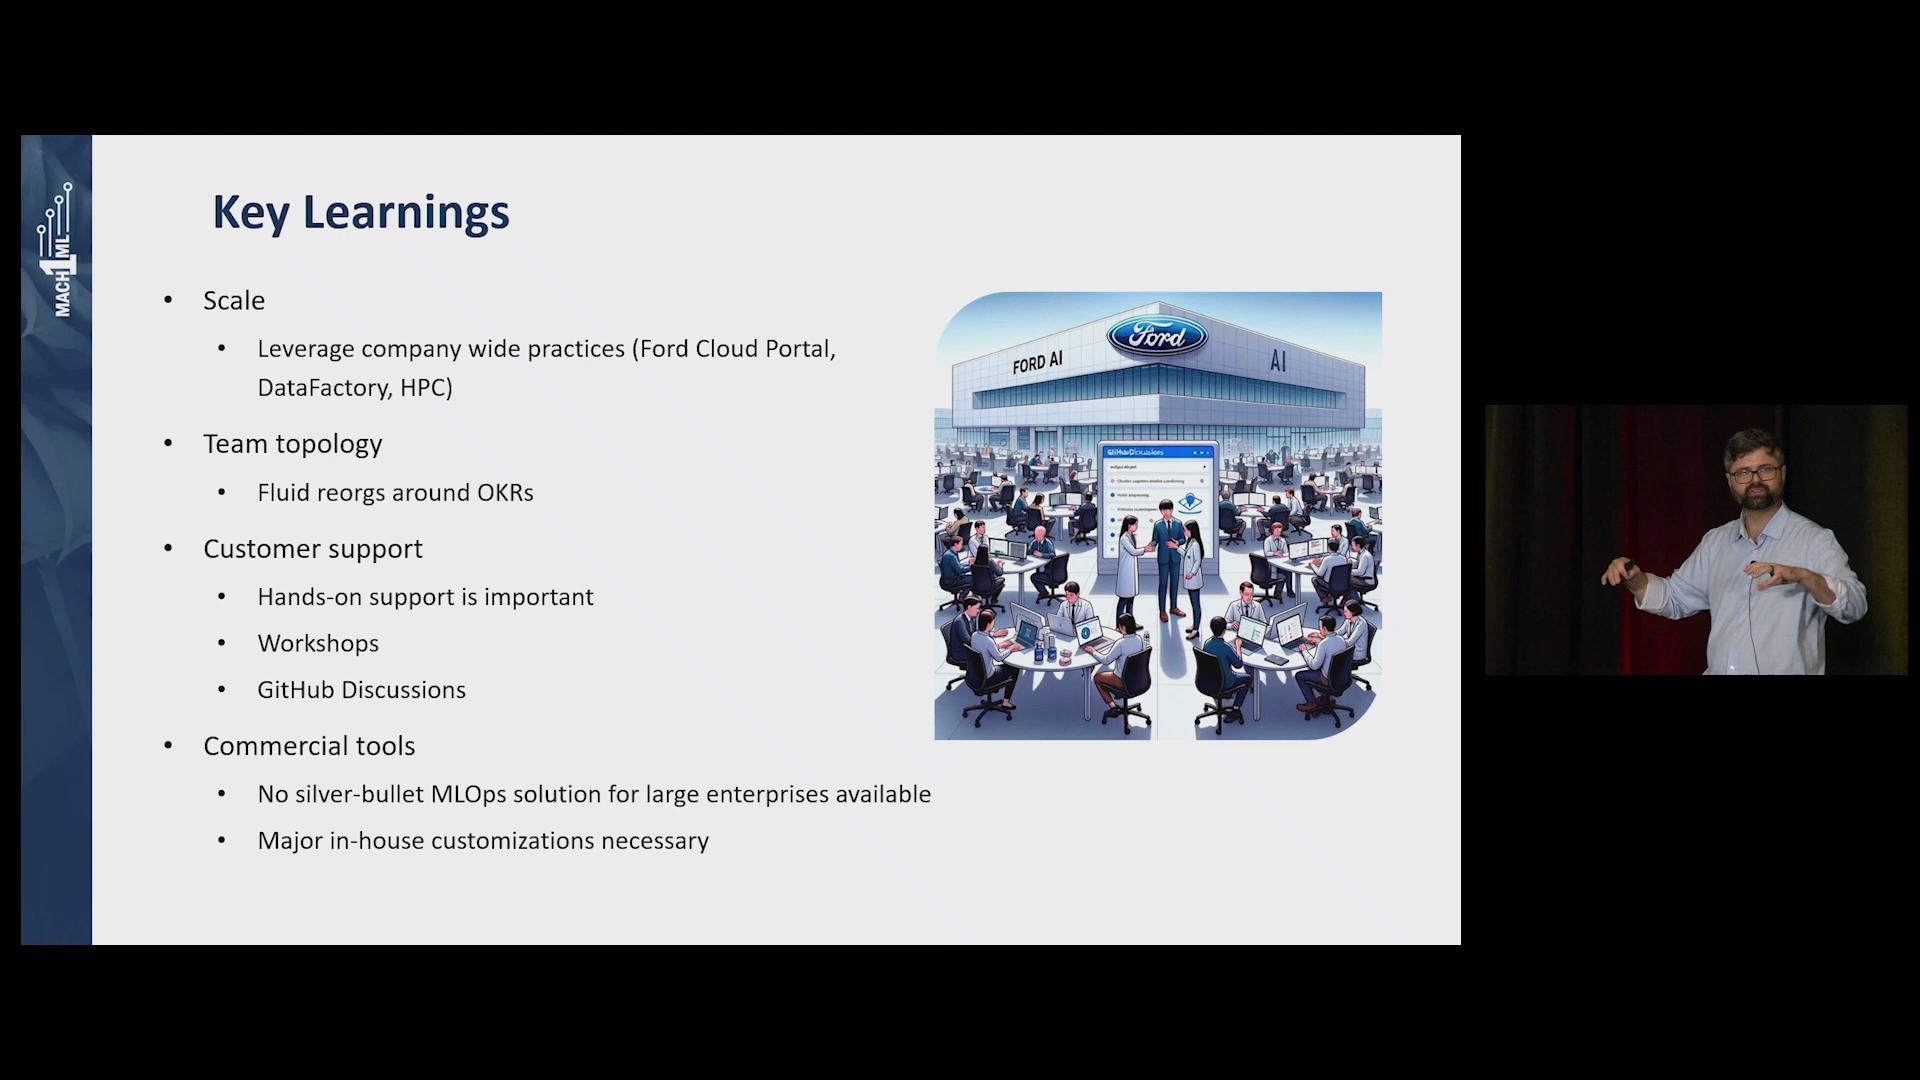 MACH1ML
Key Learnings
• Scale
• Leverage company wide practices (Ford Cloud Portal,
DataFactory, HPC)
• Team topology
• Fluid reorgs around OKRs
• Customer support
• Hands-on support is important
• Workshops
• GitHub Discussions
• Commercial tools
• No silver-bullet MLOps solution for large enterprises available
• Major in-house customizations necessary
Ford
FORD AI
AI